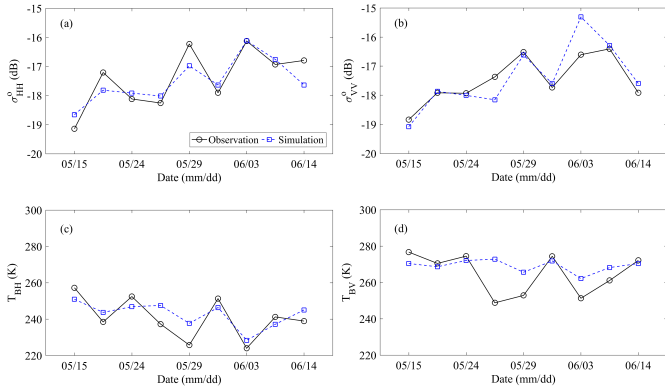 -15
(a)
-16
-17
σ°HH (dB)
-18
-19
-20
05/15 05/24 05/29 06/03 06/14
Date (mm/dd)
Observation Simulation
-15
(b)
-16
-17
σ°VV (dB)
-18
-19
-20
05/15 05/24 05/29 06/03 06/14
Date (mm/dd)
300
(c)
280
TBH (K)
260
240
220
05/15 05/24 05/29 06/03 06/14
Date (mm/dd)
300
(d)
280
TBV (K)
260
240
220
05/15 05/24 05/29 06/03 06/14
Date (mm/dd)